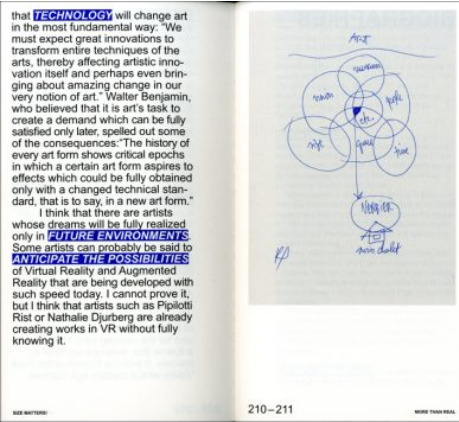 that TECHNOLOGY will change art
in the most fundamental way: “We
must expect great innovations to
transform entire techniques of the
arts, thereby affecting artistic inno-
vation itself and perhaps even brin-
ging about amazing change in our
very notion of art.” Walter Benjamin,
who believed that it is art’s task to
create a demand which can be fully
satisfied only later, spelled out some
of the consequences:“The history of
every art form shows critical epochs
in which a certain art form aspires to
effects which could be fully obtained
only with a changed technical stan-
dard, that is to say, in a new art form.”
I think that there are artists
whose dreams will be fully realized
only in FUTURE ENVIRONMENTS.
Some artists can probably be said to
ANTICIPATE THE POSSIBILITIES
of Virtual Reality and Augmented
Reality that are being developed with
such speed today. I cannot prove it,
but I think that artists such as Pipilotti
Rist or Nathalie Djurberg are already
creating works in VR without fully
knowing it.
SIZE MATTERS!
museum
people
etc.
space
time
VERBIER
chalet
210–211
MORE THAN REAL